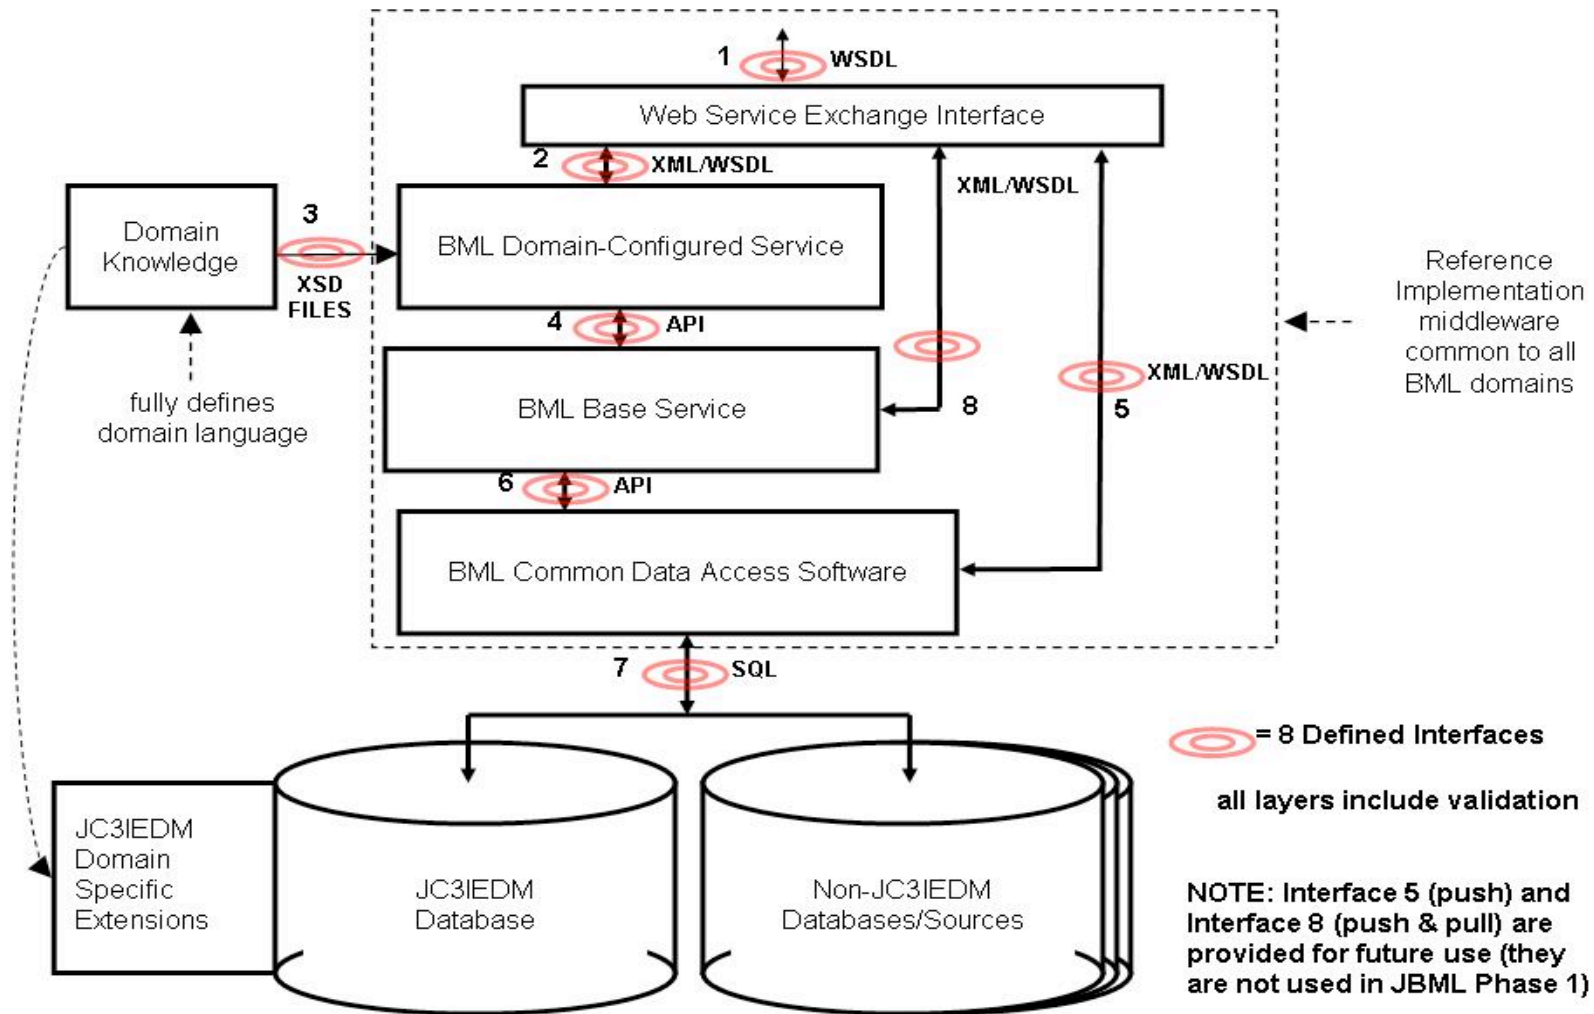 1
WSDL
Web Service Exchange Interface
2
XML/WSDL
XML/WSDL
Domain
Knowledge
3
XSD
FILES
BML Domain-Configured Service
Reference
Implementation
middleware
common to all
BML domains
4
API
fully defines
domain language
BML Base Service
8
XML/WSDL
5
6
API
BML Common Data Access Software
7
SQL
= 8 Defined Interfaces
all layers include validation
JC3IEDM
Domain
Specific
Extensions
JC3IEDM
Database
Non-JC3IEDM
Databases/Sources
NOTE: Interface 5 (push) and
Interface 8 (push & pull) are
provided for future use (they
are not used in JBML Phase 1)